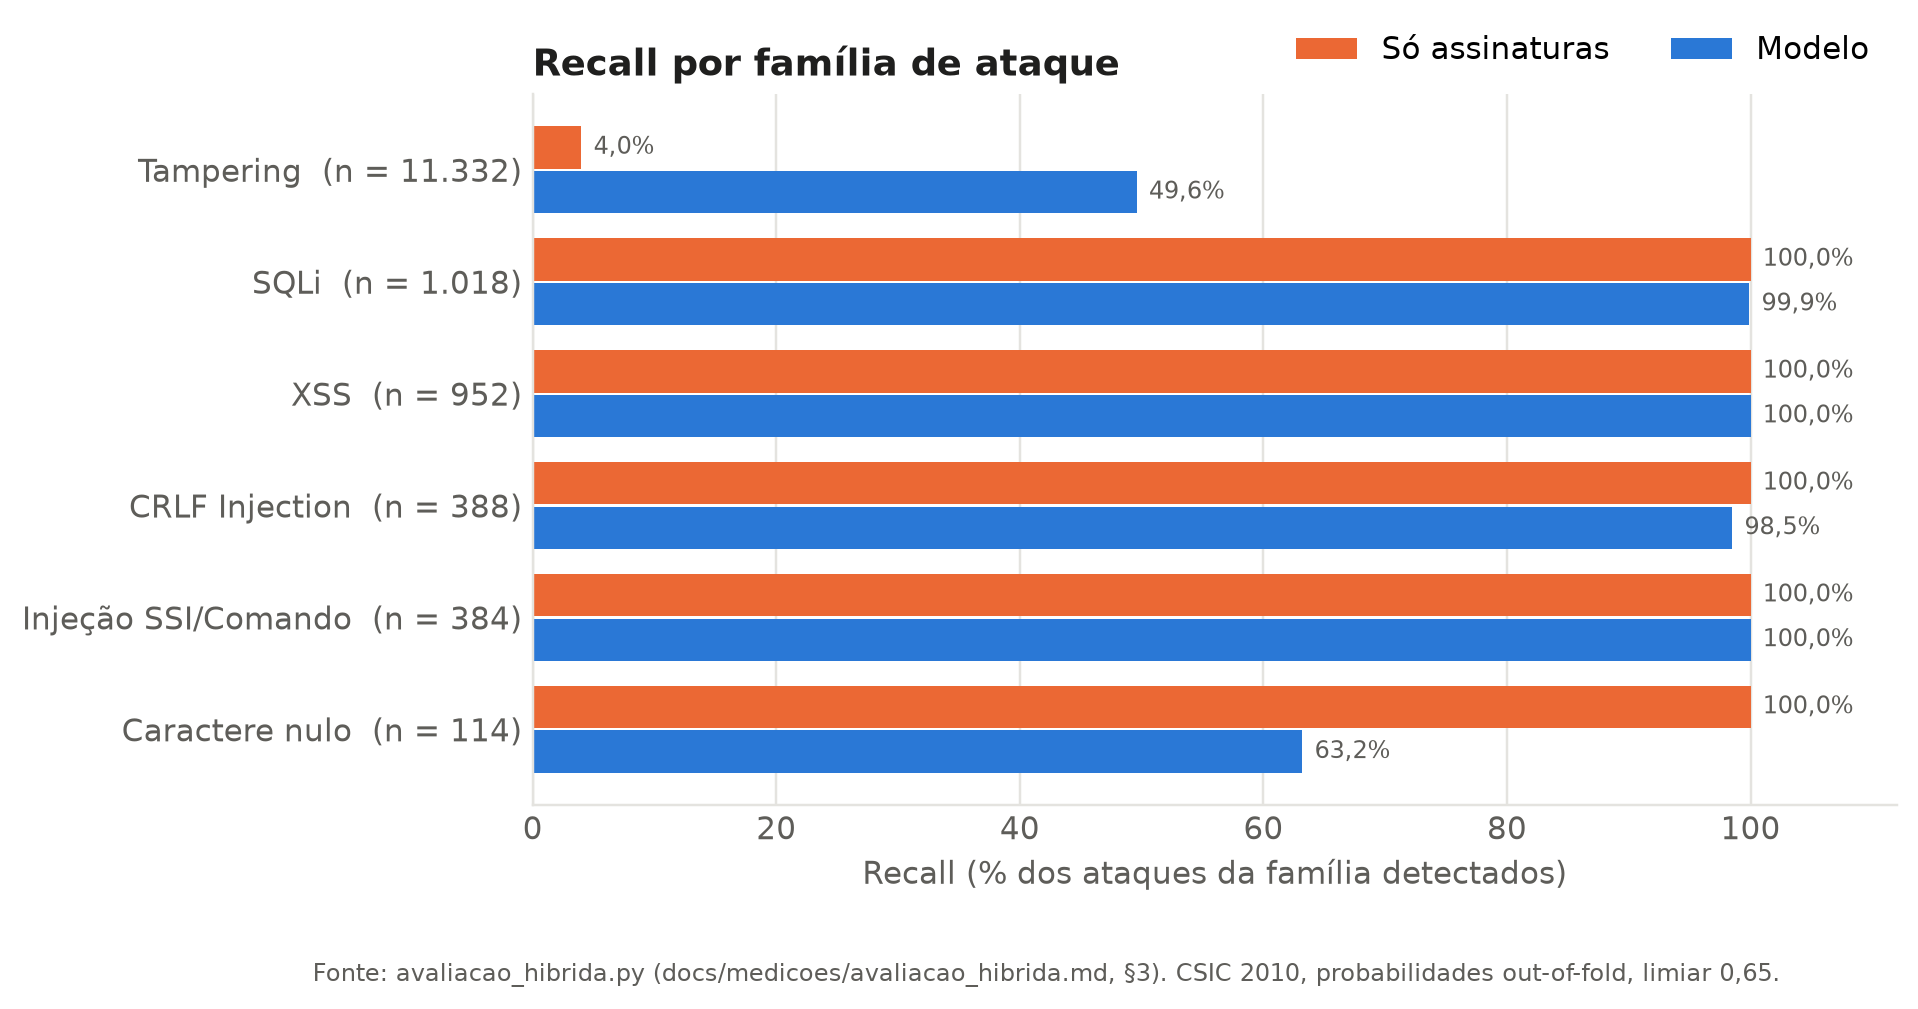 Recall por família de ataque
Só assinaturas
Modelo
Tampering (n = 11.332)
4,0%
49,6%
SQLi (n = 1.018)
100,0%
99,9%
XSS (n = 952)
100,0%
100,0%
CRLF Injection (n = 388)
100,0%
98,5%
Injeção SSI/Comando (n = 384)
100,0%
100,0%
Caractere nulo (n = 114)
100,0%
63,2%
0 20 40 60 80 100
Recall (% dos ataques da família detectados)
Fonte: avaliacao_hibrida.py (docs/medicoes/avaliacao_hibrida.md, §3). CSIC 2010, probabilidades out-of-fold, limiar 0,65.